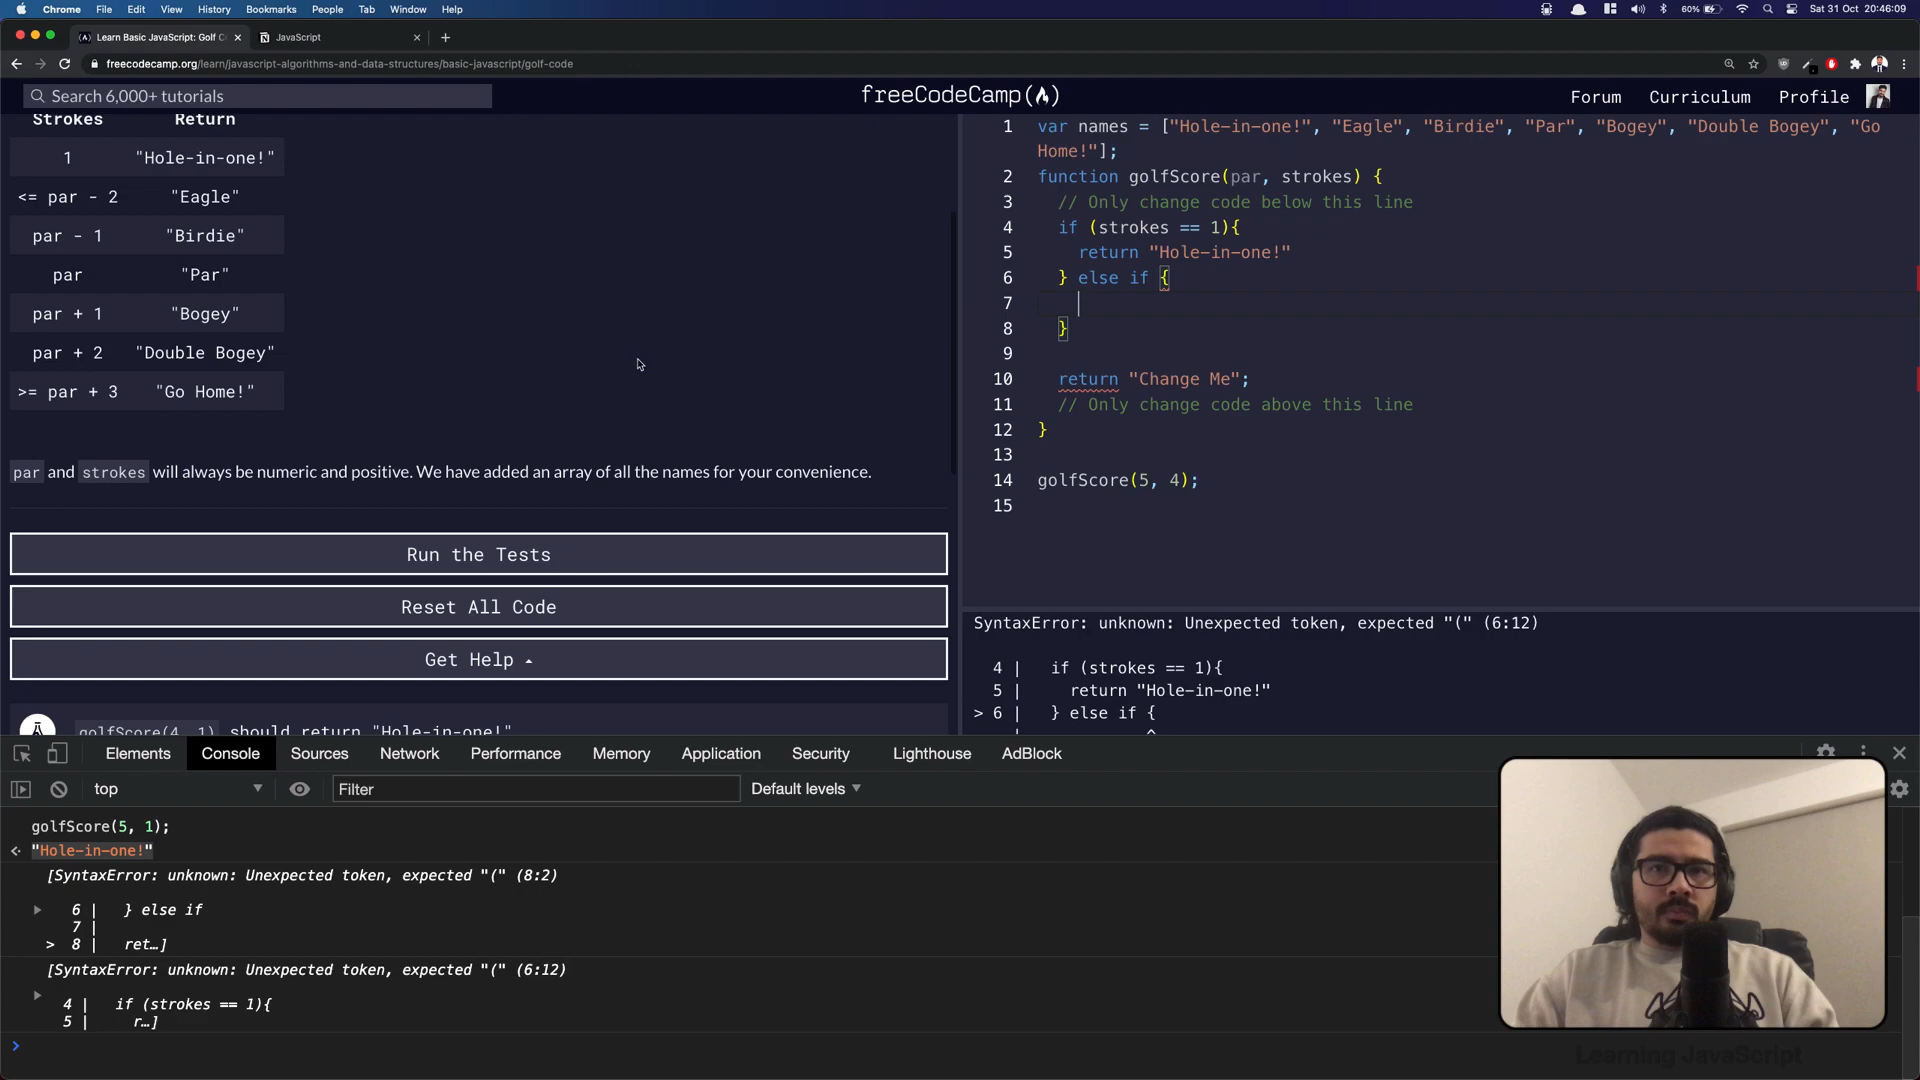 Chrome File Edit View History Bookmarks People Tab Window Help
60% Sat 31 Oct 20:46:09
Learn Basic JavaScript: Golf C
JavaScript
freecodecamp.org/learn/javascript-algorithms-and-data-structures/basic-javascript/golf-code
Search 6,000+ tutorials
freeCodeCamp
Forum Curriculum Profile
Strokes Return
1 "Hole-in-one!"
<= par - 2 "Eagle"
par - 1 "Birdie"
par "Par"
par + 1 "Bogey"
par + 2 "Double Bogey"
>= par + 3 "Go Home!"
par and strokes will always be numeric and positive. We have added an array of all the names for your convenience.
Run the Tests
Reset All Code
Get Help
golfScore(4, 1) should return "Hole-in-one!"
1 var names = ["Hole-in-one!", "Eagle", "Birdie", "Par", "Bogey", "Double Bogey", "Go
Home!"];
2 function golfScore(par, strokes) {
3 // Only change code below this line
4 if (strokes == 1){
5 return "Hole-in-one!"
6 } else if {
7
8 }
9
10 return "Change Me";
11 // Only change code above this line
12 }
13
14 golfScore(5, 4);
15
SyntaxError: unknown: Unexpected token, expected "(" (6:12)
4 | if (strokes == 1){
5 | return "Hole-in-one!"
> 6 | } else if {
| ^
Elements Console Sources Network Performance Memory Application Security Lighthouse AdBlock
top Filter Default levels
golfScore(5, 1);
"Hole-in-one!"
[SyntaxError: unknown: Unexpected token, expected "(" (8:2)
6 | } else if
7 |
> 8 | ret…]
[SyntaxError: unknown: Unexpected token, expected "(" (6:12)
4 | if (strokes == 1){
5 | r…]
>
Learning JavaScript